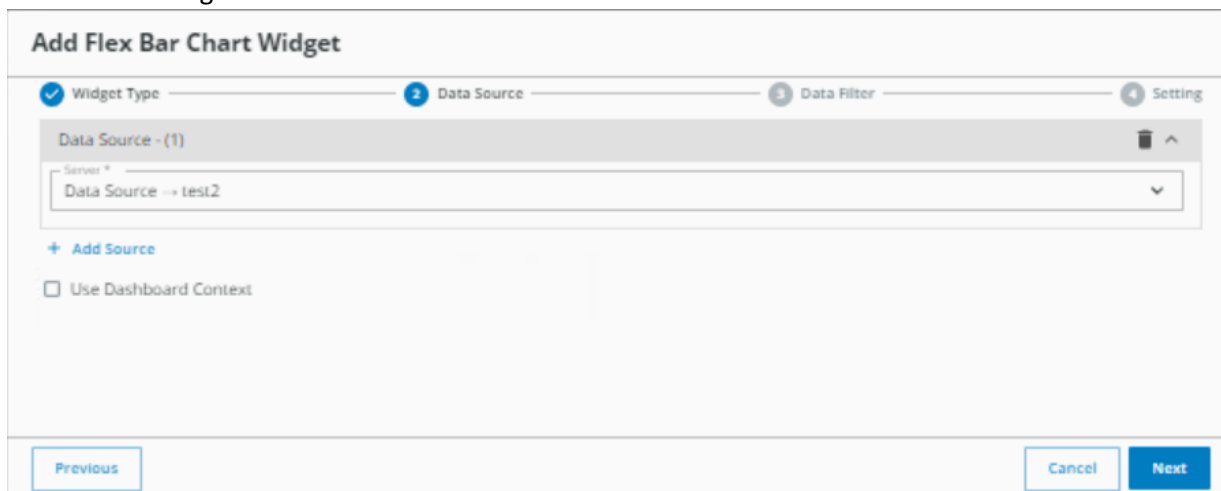 Add Flex Bar Chart Widget
Widget Type 2 Data Source 3 Data Filter 4 Setting
Data Source - (1)
Server *
Data Source → test2
+ Add Source
Use Dashboard Context
Previous Cancel Next